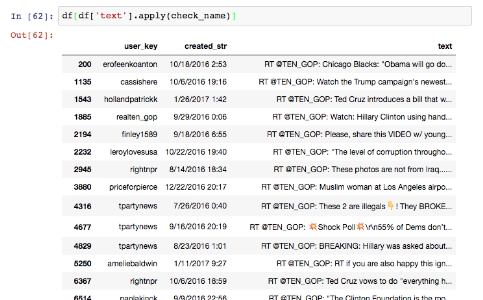 In [62]: df[df['text'].apply(check_name)]
Out[62]:
user_key created_str text
200 erofeenkoanton 10/18/2016 2:53 RT @TEN_GOP: Chicago Blacks: "Obama will go do...
1135 cassishere 10/6/2016 19:16 RT @TEN_GOP: Watch the Trump campaign's newest...
1543 hollandpatrickk 1/26/2017 1:42 RT @TEN_GOP: Ted Cruz introduces a bill that w...
1885 realten_gop 9/29/2016 0:06 RT @TEN_GOP: Watch: Hillary Clinton using hand...
2194 finley1589 9/18/2016 6:55 RT @TEN_GOP: Please, share this VIDEO w/ young...
2232 leroylovesusa 10/22/2016 19:40 RT @TEN_GOP: "The level of corruption througho...
2945 rightnpr 8/14/2016 18:34 RT @TEN_GOP: These photos are not from Iraq.....
3860 priceforpierce 12/22/2016 20:17 RT @TEN_GOP: Muslim woman at Los Angeles airpo...
4316 tpartynews 7/26/2016 0:40 RT @TEN_GOP: These 2 are illegals👇! They BROKE...
4677 tpartynews 9/16/2016 20:19 RT @TEN_GOP: 💥Shock Poll💥\r\n55% of Dems don't...
4829 tpartynews 8/23/2016 1:01 RT @TEN_GOP: BREAKING: Hillary was asked about...
5250 ameliebaldwin 1/11/2017 9:27 RT @TEN_GOP: RT if you are also happy this ign...
6367 rightnpr 10/6/2016 18:59 RT @TEN_GOP: Ted Cruz vows to do "everything h...
6514 paolakinck 9/9/2016 22:56 RT @TEN_GOP: "The Clinton Foundation is the mo...